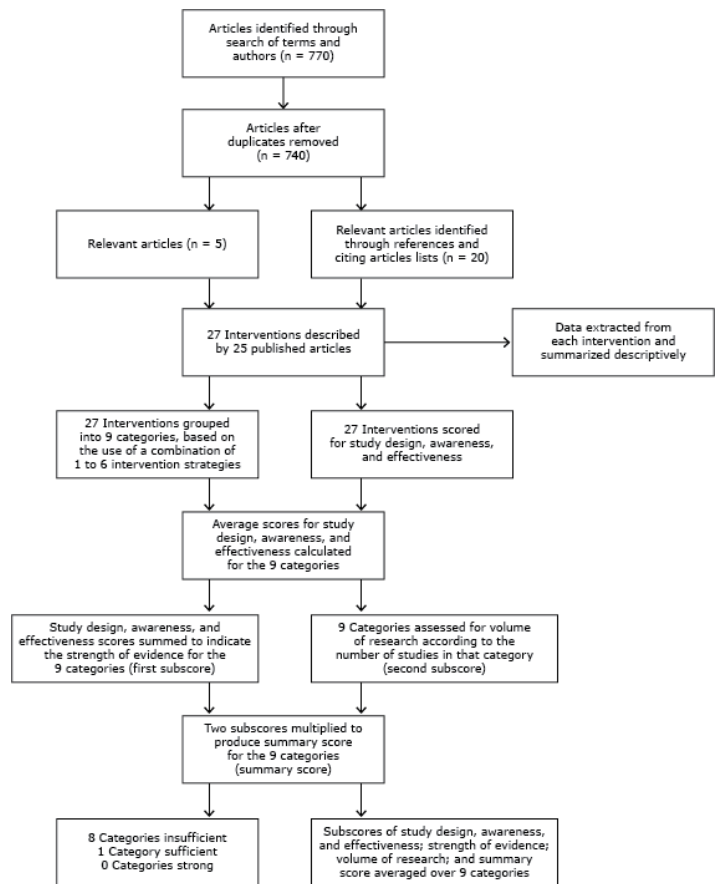 Articles identified through
search of terms and
authors (n = 770)
Articles after
duplicates removed
(n = 740)
Relevant articles (n = 5)
Relevant articles identified
through references and
citing articles lists (n = 20)
27 Interventions described
by 25 published articles
Data extracted from
each intervention and
summarized descriptively
27 Interventions grouped
into 9 categories, based on
the use of a combination of
1 to 6 intervention strategies
27 Interventions scored
for study design, awareness,
and effectiveness
Average scores for study
design, awareness, and
effectiveness calculated
for the 9 categories
Study design, awareness, and
effectiveness scores summed to indicate
the strength of evidence for the
9 categories (first subscore)
9 Categories assessed for volume
of research according to the
number of studies in that category
(second subscore)
Two subscores multiplied to
produce summary score
for the 9 categories
(summary score)
8 Categories insufficient
1 Category sufficient
0 Categories strong
Subscores of study design, awareness,
and effectiveness; strength of evidence;
volume of research; and summary
score averaged over 9 categories